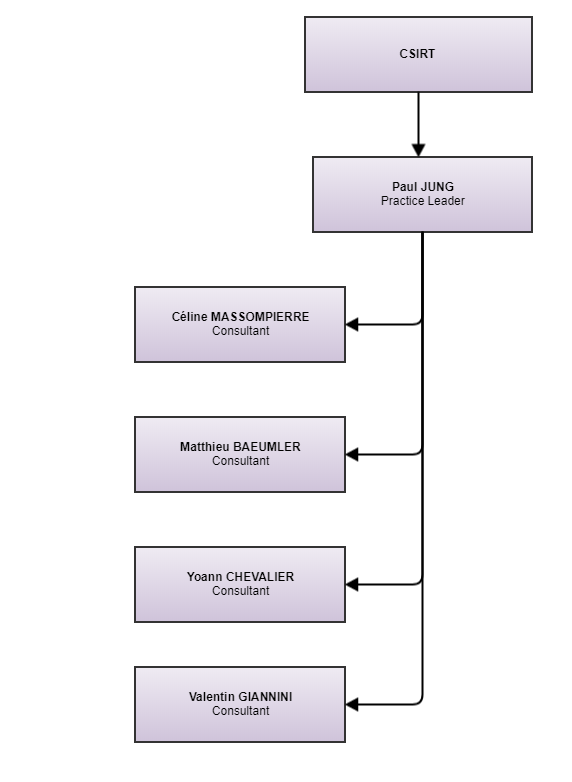 CSIRT
Paul JUNG
Practice Leader
Céline MASSOMPIERRE
Consultant
Matthieu BAEUMLER
Consultant
Yoann CHEVALIER
Consultant
Valentin GIANNINI
Consultant